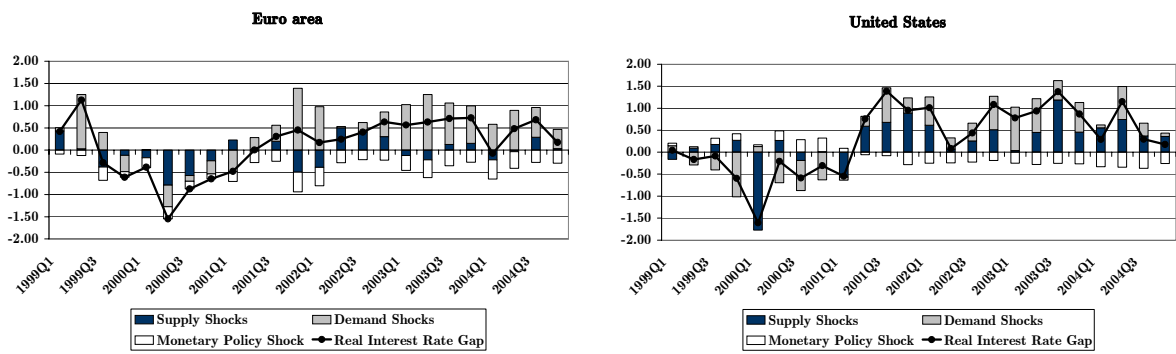 Euro area
2.00
1.50
1.00
0.50
0.00
-0.50
-1.00
-1.50
-2.00
1999Q1
1999Q3
2000Q1
2000Q3
2001Q1
2001Q3
2002Q1
2002Q3
2003Q1
2003Q3
2004Q1
2004Q3
Supply Shocks
Demand Shocks
Monetary Policy Shock
Real Interest Rate Gap
United States
2.00
1.50
1.00
0.50
0.00
-0.50
-1.00
-1.50
-2.00
1999Q1
1999Q3
2000Q1
2000Q3
2001Q1
2001Q3
2002Q1
2002Q3
2003Q1
2003Q3
2004Q1
2004Q3
Supply Shocks
Demand Shocks
Monetary Policy Shock
Real Interest Rate Gap